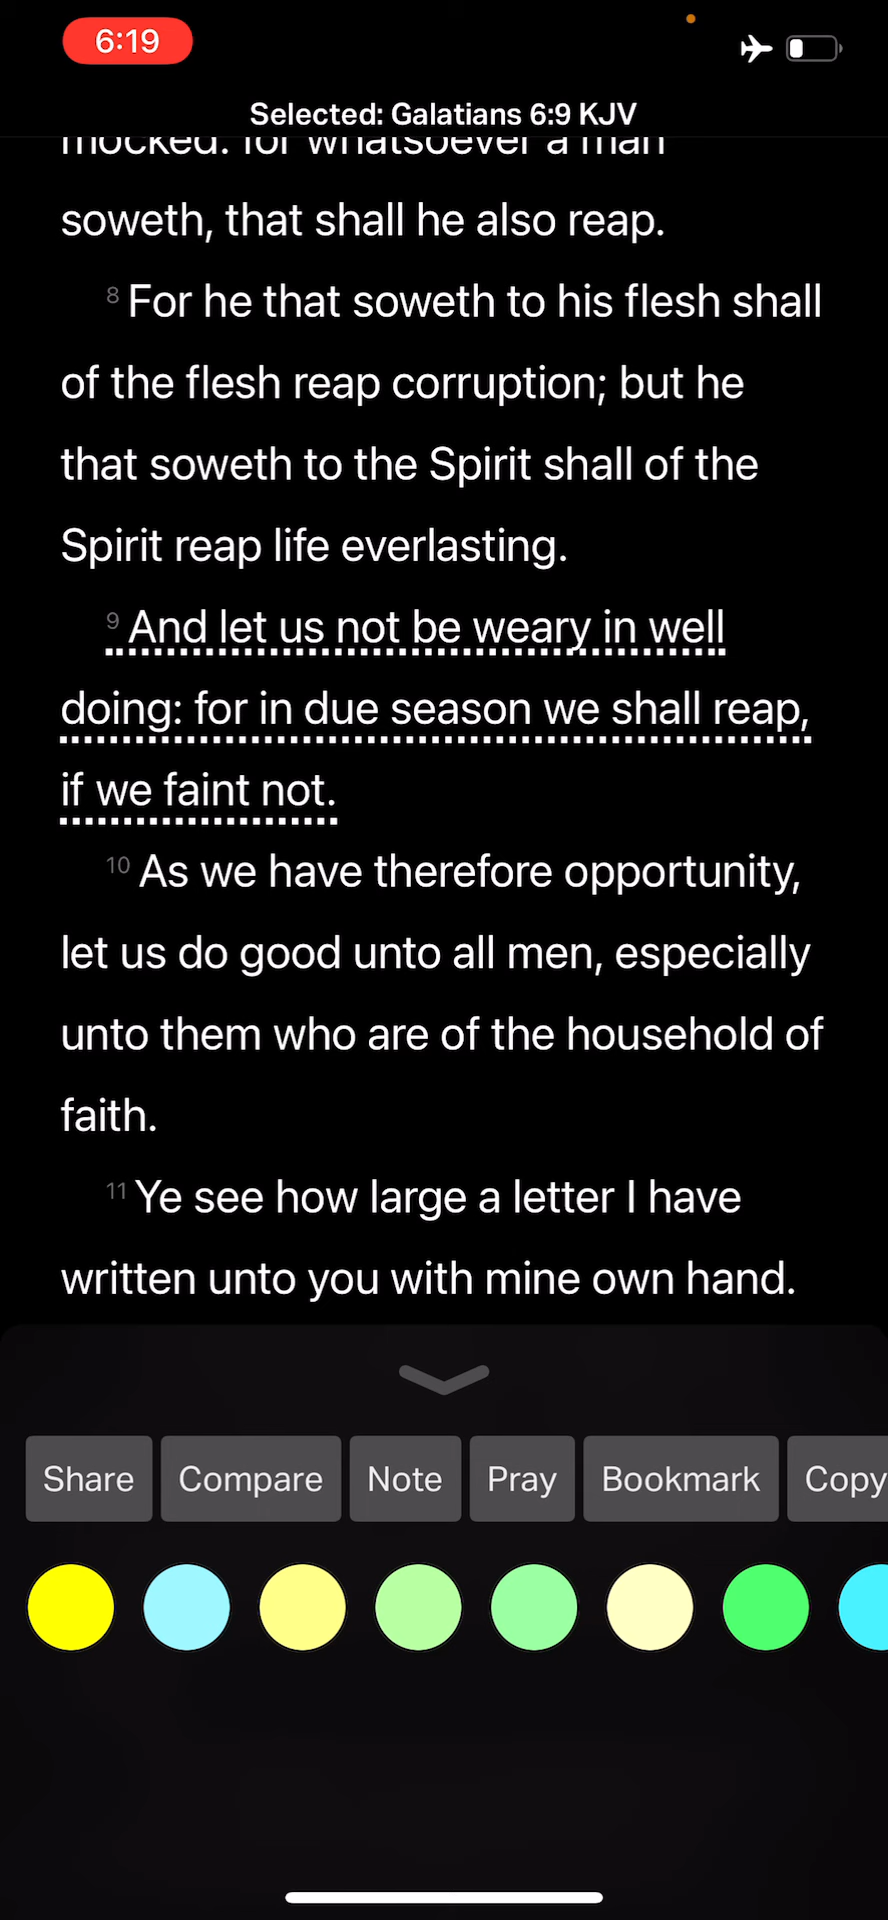 6:19
Selected: Galatians 6:9 KJV
mocked: for whatsoever a man
soweth, that shall he also reap.
8 For he that soweth to his flesh shall
of the flesh reap corruption; but he
that soweth to the Spirit shall of the
Spirit reap life everlasting.
9 And let us not be weary in well
doing: for in due season we shall reap,
if we faint not.
10 As we have therefore opportunity,
let us do good unto all men, especially
unto them who are of the household of
faith.
11 Ye see how large a letter I have
written unto you with mine own hand.
Share Compare Note Pray Bookmark Copy